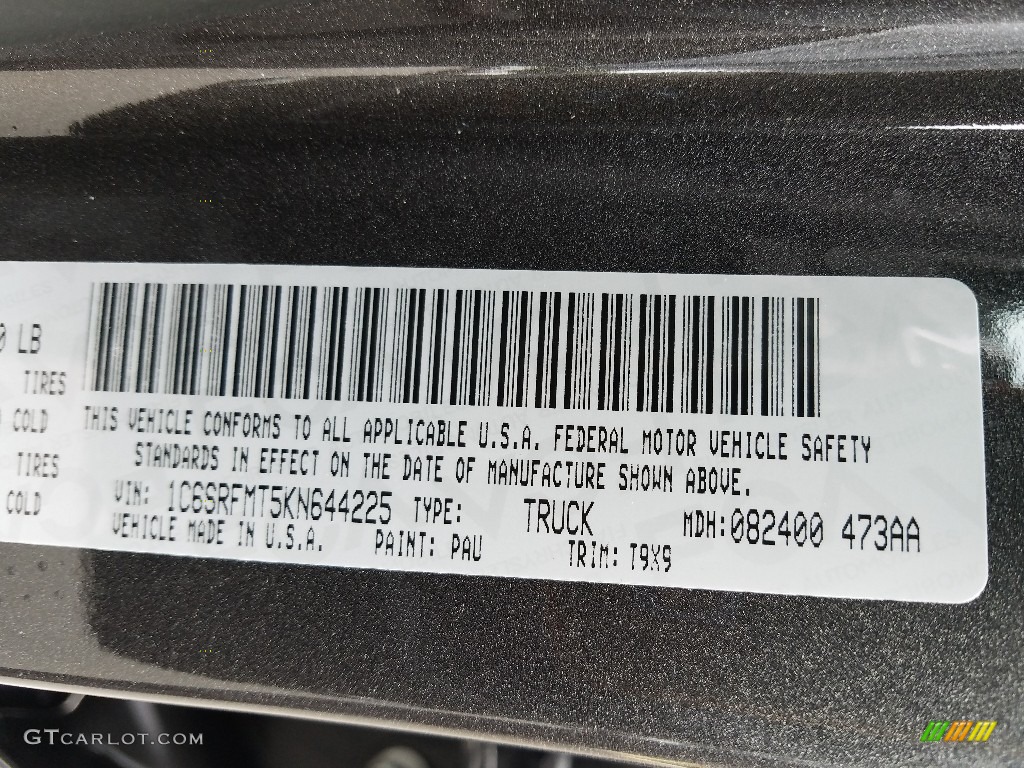 0 LB
TIRES
COLD
TIRES
COLD
THIS VEHICLE CONFORMS TO ALL APPLICABLE U.S.A. FEDERAL MOTOR VEHICLE SAFETY
STANDARDS IN EFFECT ON THE DATE OF MANUFACTURE SHOWN ABOVE.
VIN: 1C6SRFMT5KN644225 TYPE: TRUCK MDH:082400 473AA
VEHICLE MADE IN U.S.A. PAINT: PAU TRIM: T9X9
GTCARLOT.COM